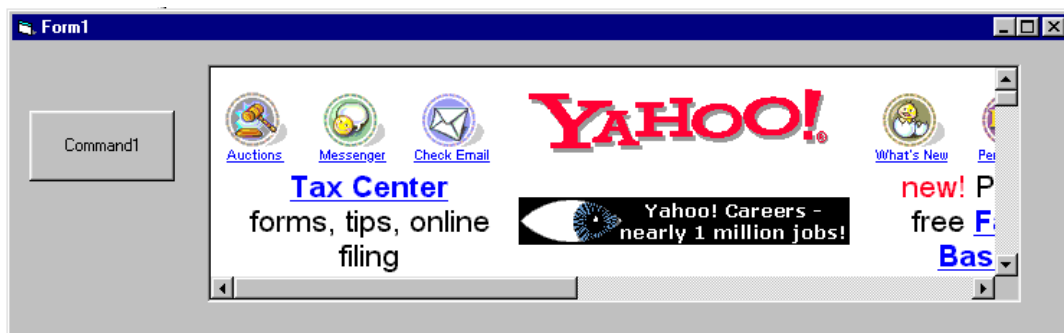 Form1
Command1
Auctions
Messenger
Check Email
YAHOO!
What's New
Tax Center
forms, tips, online
filing
Yahoo! Careers -
nearly 1 million jobs!
new! P
free
Bas